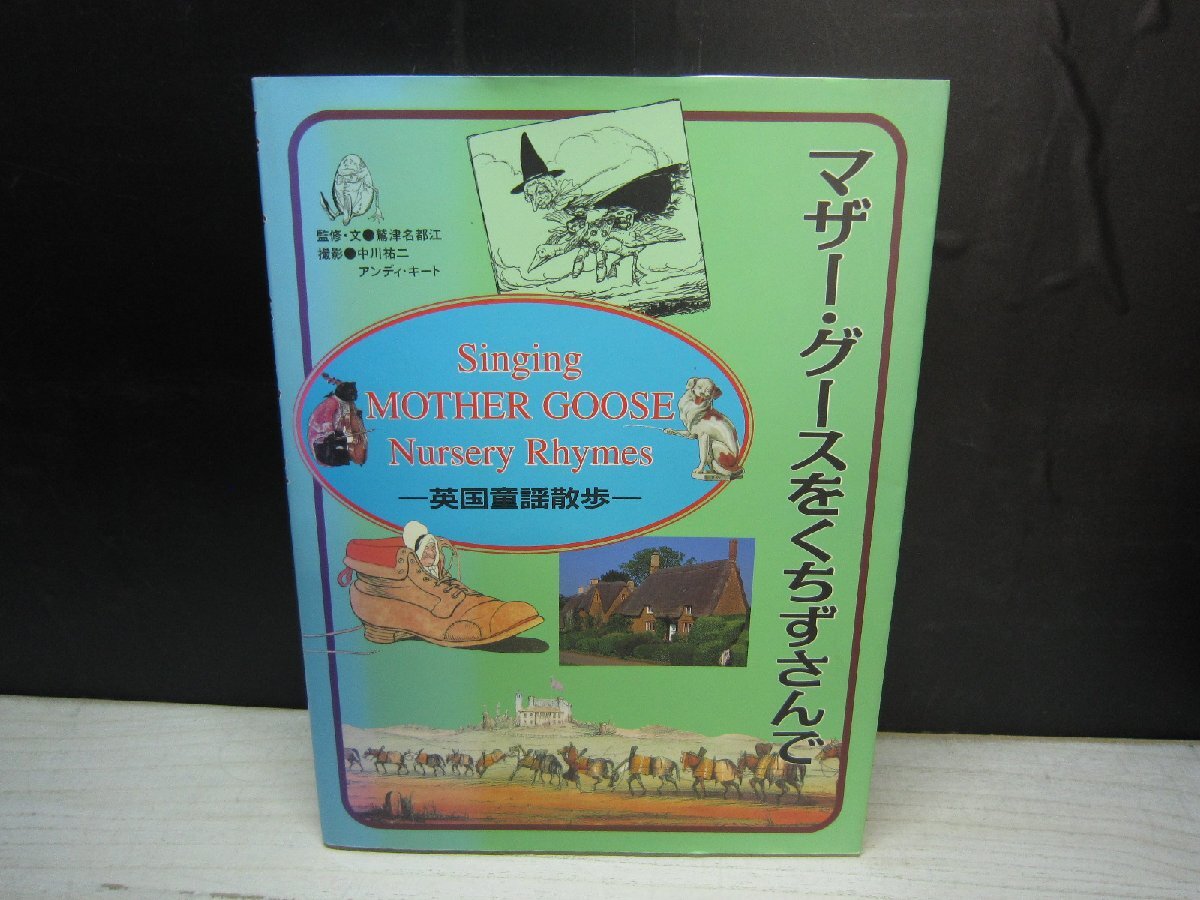 マザー・グースをくちずさんで
監修・文●鷲津名都江
撮影●中川祐二
アンディ・キート
Singing
MOTHER GOOSE
Nursery Rhymes
―英国童謡散歩―